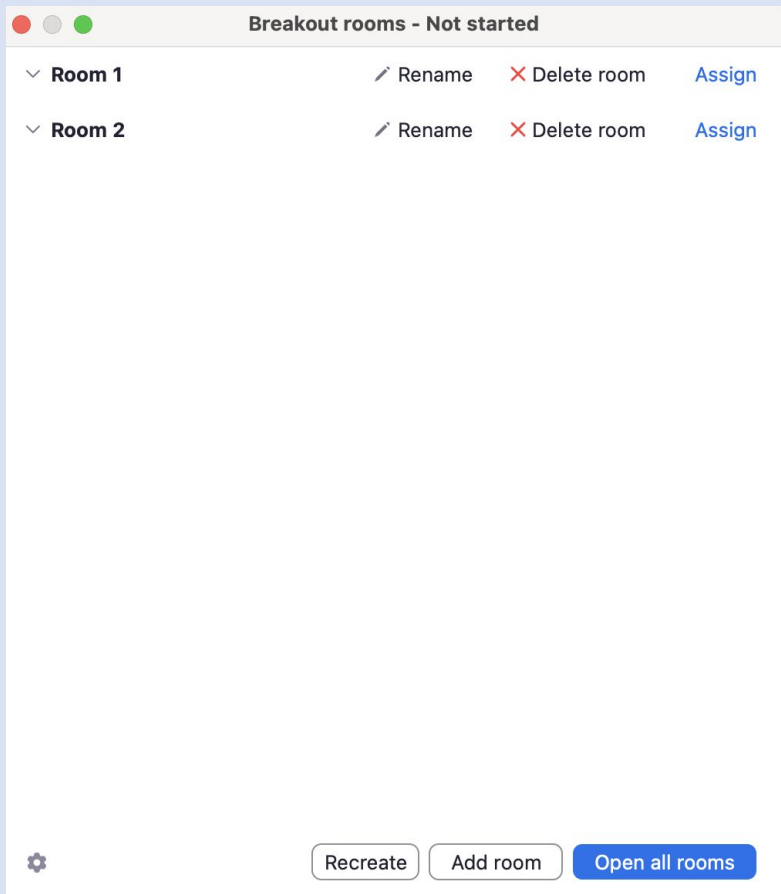 Breakout rooms - Not started
Room 1 Rename Delete room Assign
Room 2 Rename Delete room Assign
Recreate Add room Open all rooms